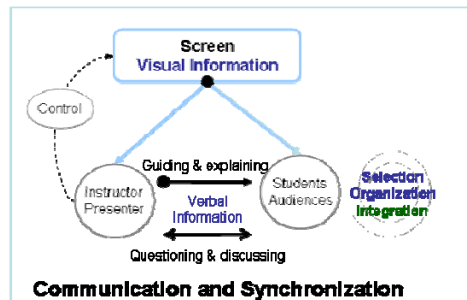 Screen
Visual Information
Control
Guiding & explaining
Instructor
Presenter
Verbal
Information
Students
Audiences
Selection
Organization
Integration
Questioning & discussing
Communication and Synchronization